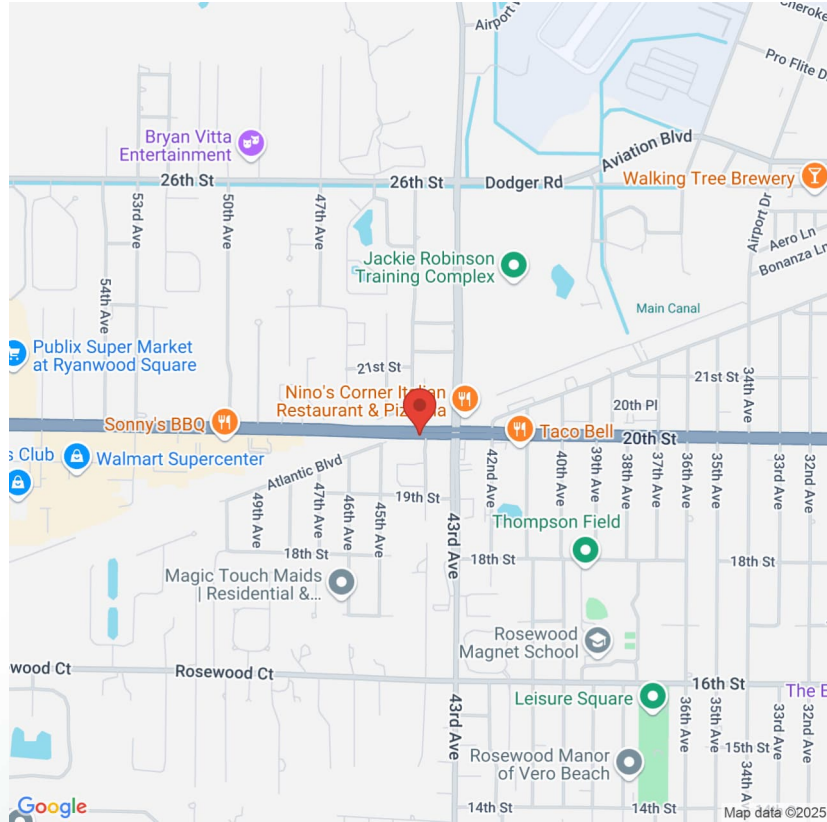 Airport
Cheroke
Pro Flite D
Bryan Vitta
Entertainment
Aviation Blvd
26th St
26th St
Dodger Rd
Walking Tree Brewery
53rd Ave
50th Ave
47th Ave
Airport Dr
Aero Ln
Bonanza Ln
Jackie Robinson
Training Complex
54th Ave
Main Canal
Publix Super Market
at Ryanwood Square
21st St
21st St
34th Ave
Nino's Corner Italian
Restaurant & Piz
a
20th Pl
Sonny's BBQ
Taco Bell
20th St
s Club
Walmart Supercenter
Atlantic Blvd
42nd Ave
40th Ave
39th Ave
38th Ave
37th Ave
36th Ave
35th Ave
33rd Ave
32nd Ave
49th Ave
47th Ave
46th Ave
45th Ave
19th St
43rd Ave
Thompson Field
18th St
18th St
18th St
Magic Touch Maids
| Residential &...
Rosewood
Magnet School
wood Ct
Rosewood Ct
16th St
Leisure Square
The E
43rd Ave
36th Ave
35th Ave
34th Ave
33rd Ave
32nd Ave
15th St
Rosewood Manor
of Vero Beach
14th St
14th St
Google
Map data ©2025